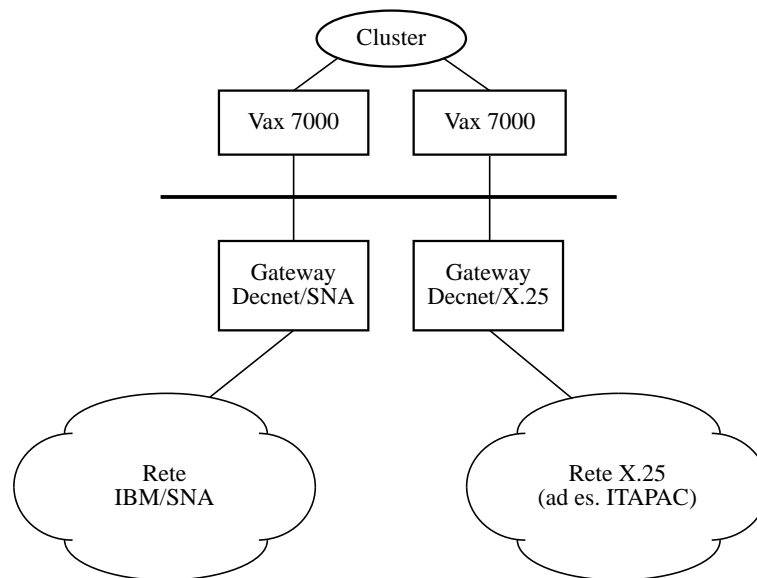 Cluster
Vax 7000
Vax 7000
Gateway
Decnet/SNA
Gateway
Decnet/X.25
Rete
IBM/SNA
Rete X.25
(ad es. ITAPAC)